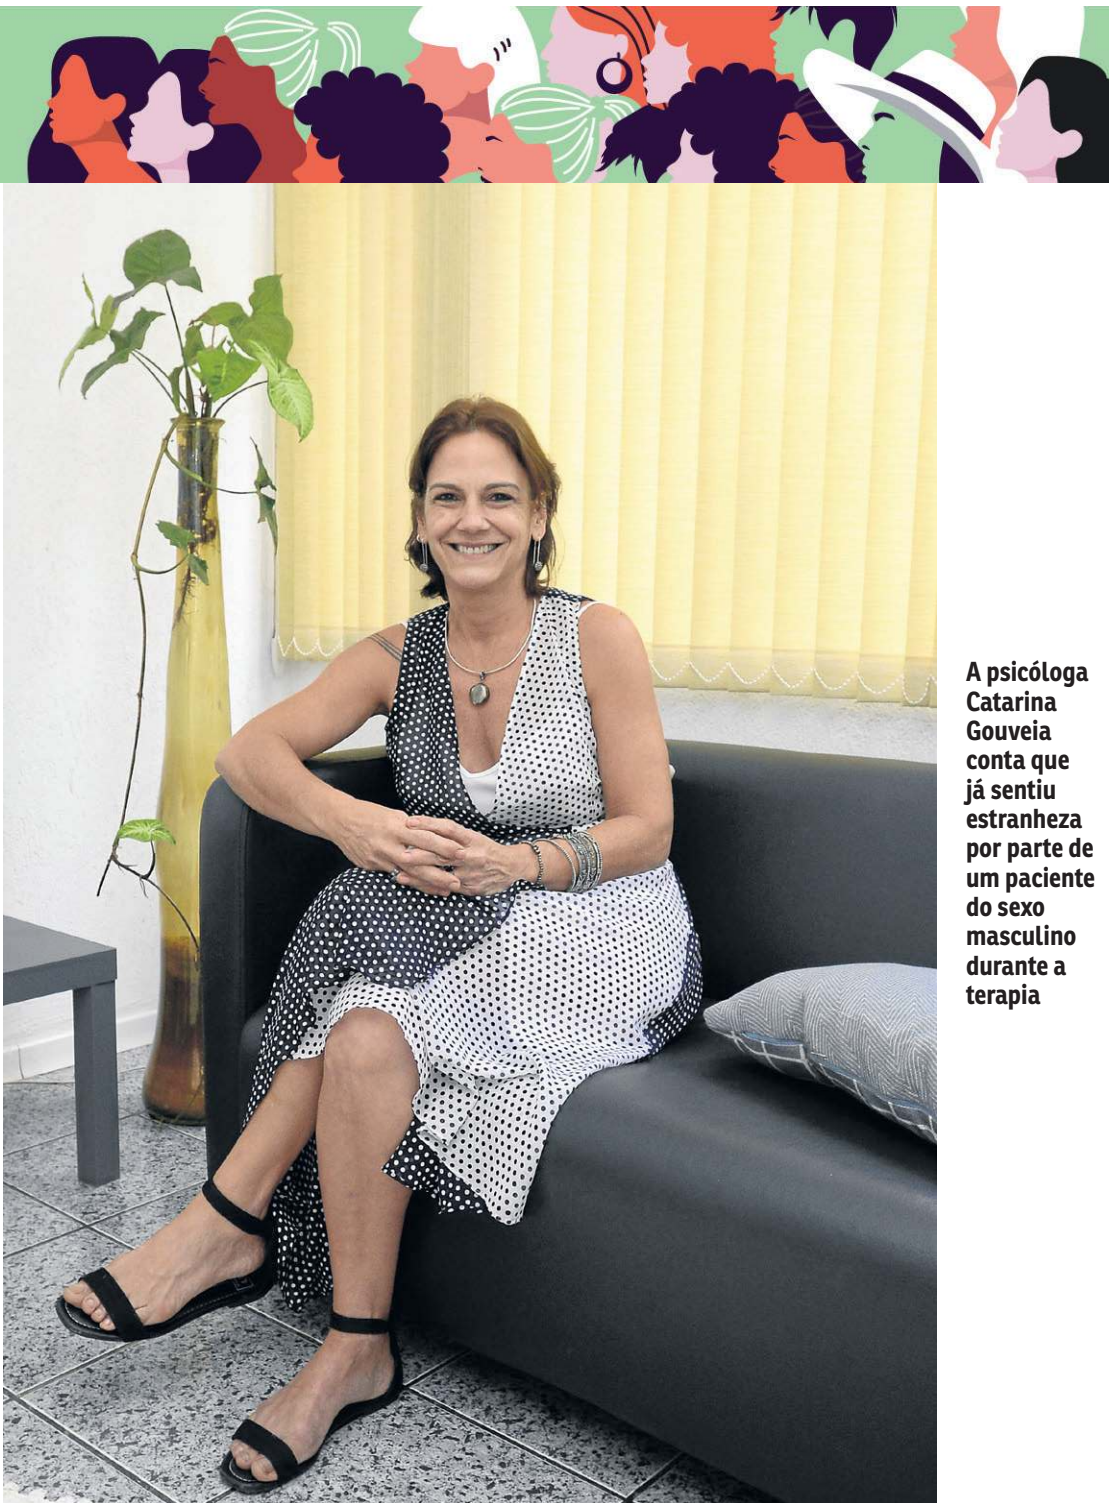 A psicóloga
Catarina
Gouveia
conta que
já sentiu
estranheza
por parte de
um paciente
do sexo
masculino
durante a
terapia